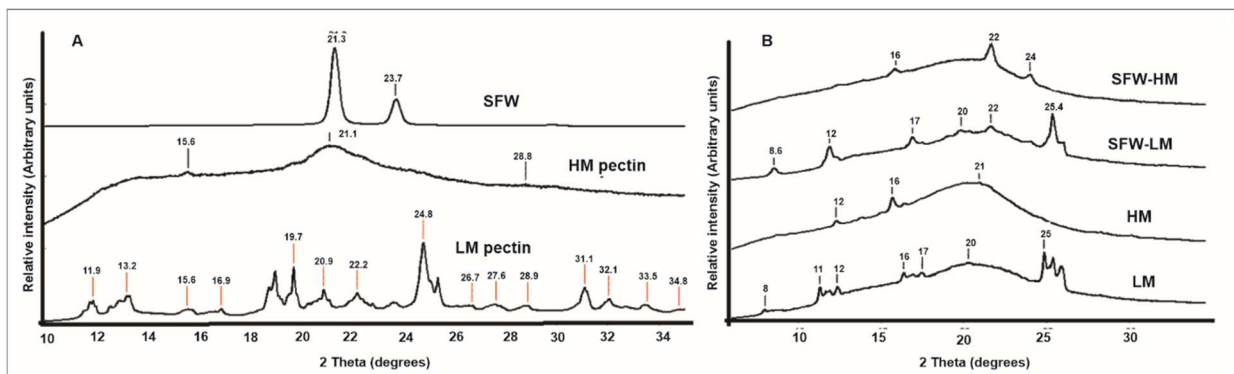 A
21.3
23.7
SFW
15.6
21.1
28.8
HM pectin
24.8
LM pectin
11.9
13.2
15.6
16.9
19.7
20.9
22.2
26.7
27.6
28.9
31.1
32.1
33.5
34.8
10 12 14 16 18 20 22 24 26 28 30 32 34
2 Theta (degrees)
Relative intensity (Arbitrary units)
B
16
22
24
SFW-HM
8.6
12
17
20
22
25.4
SFW-LM
12
16
21
HM
8
11
12
16
17
20
25
LM
10 15 20 25 30
2 Theta (degrees)
Relative intensity (Arbitrary units)